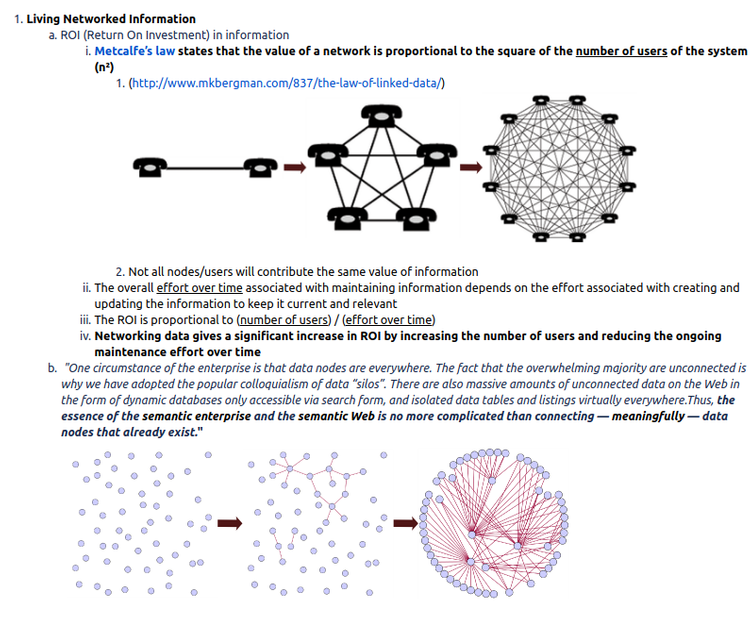 1. Living Networked Information
a. ROI (Return On Investment) in information
i. Metcalfe's law states that the value of a network is proportional to the square of the number of users of the system
(n²)
1. (http://www.mkbergman.com/837/the-law-of-linked-data/)
2. Not all nodes/users will contribute the same value of information
ii. The overall effort over time associated with maintaining information depends on the effort associated with creating and
updating the information to keep it current and relevant
iii. The ROI is proportional to (number of users) / (effort over time)
iv. Networking data gives a significant increase in ROI by increasing the number of users and reducing the ongoing
maintenance effort over time
b. "One circumstance of the enterprise is that data nodes are everywhere. The fact that the overwhelming majority are unconnected is
why we have adopted the popular colloquialism of data "silos". There are also massive amounts of unconnected data on the Web in
the form of dynamic databases only accessible via search form, and isolated data tables and listings virtually everywhere.Thus, the
essence of the semantic enterprise and the semantic Web is no more complicated than connecting — meaningfully — data
nodes that already exist."